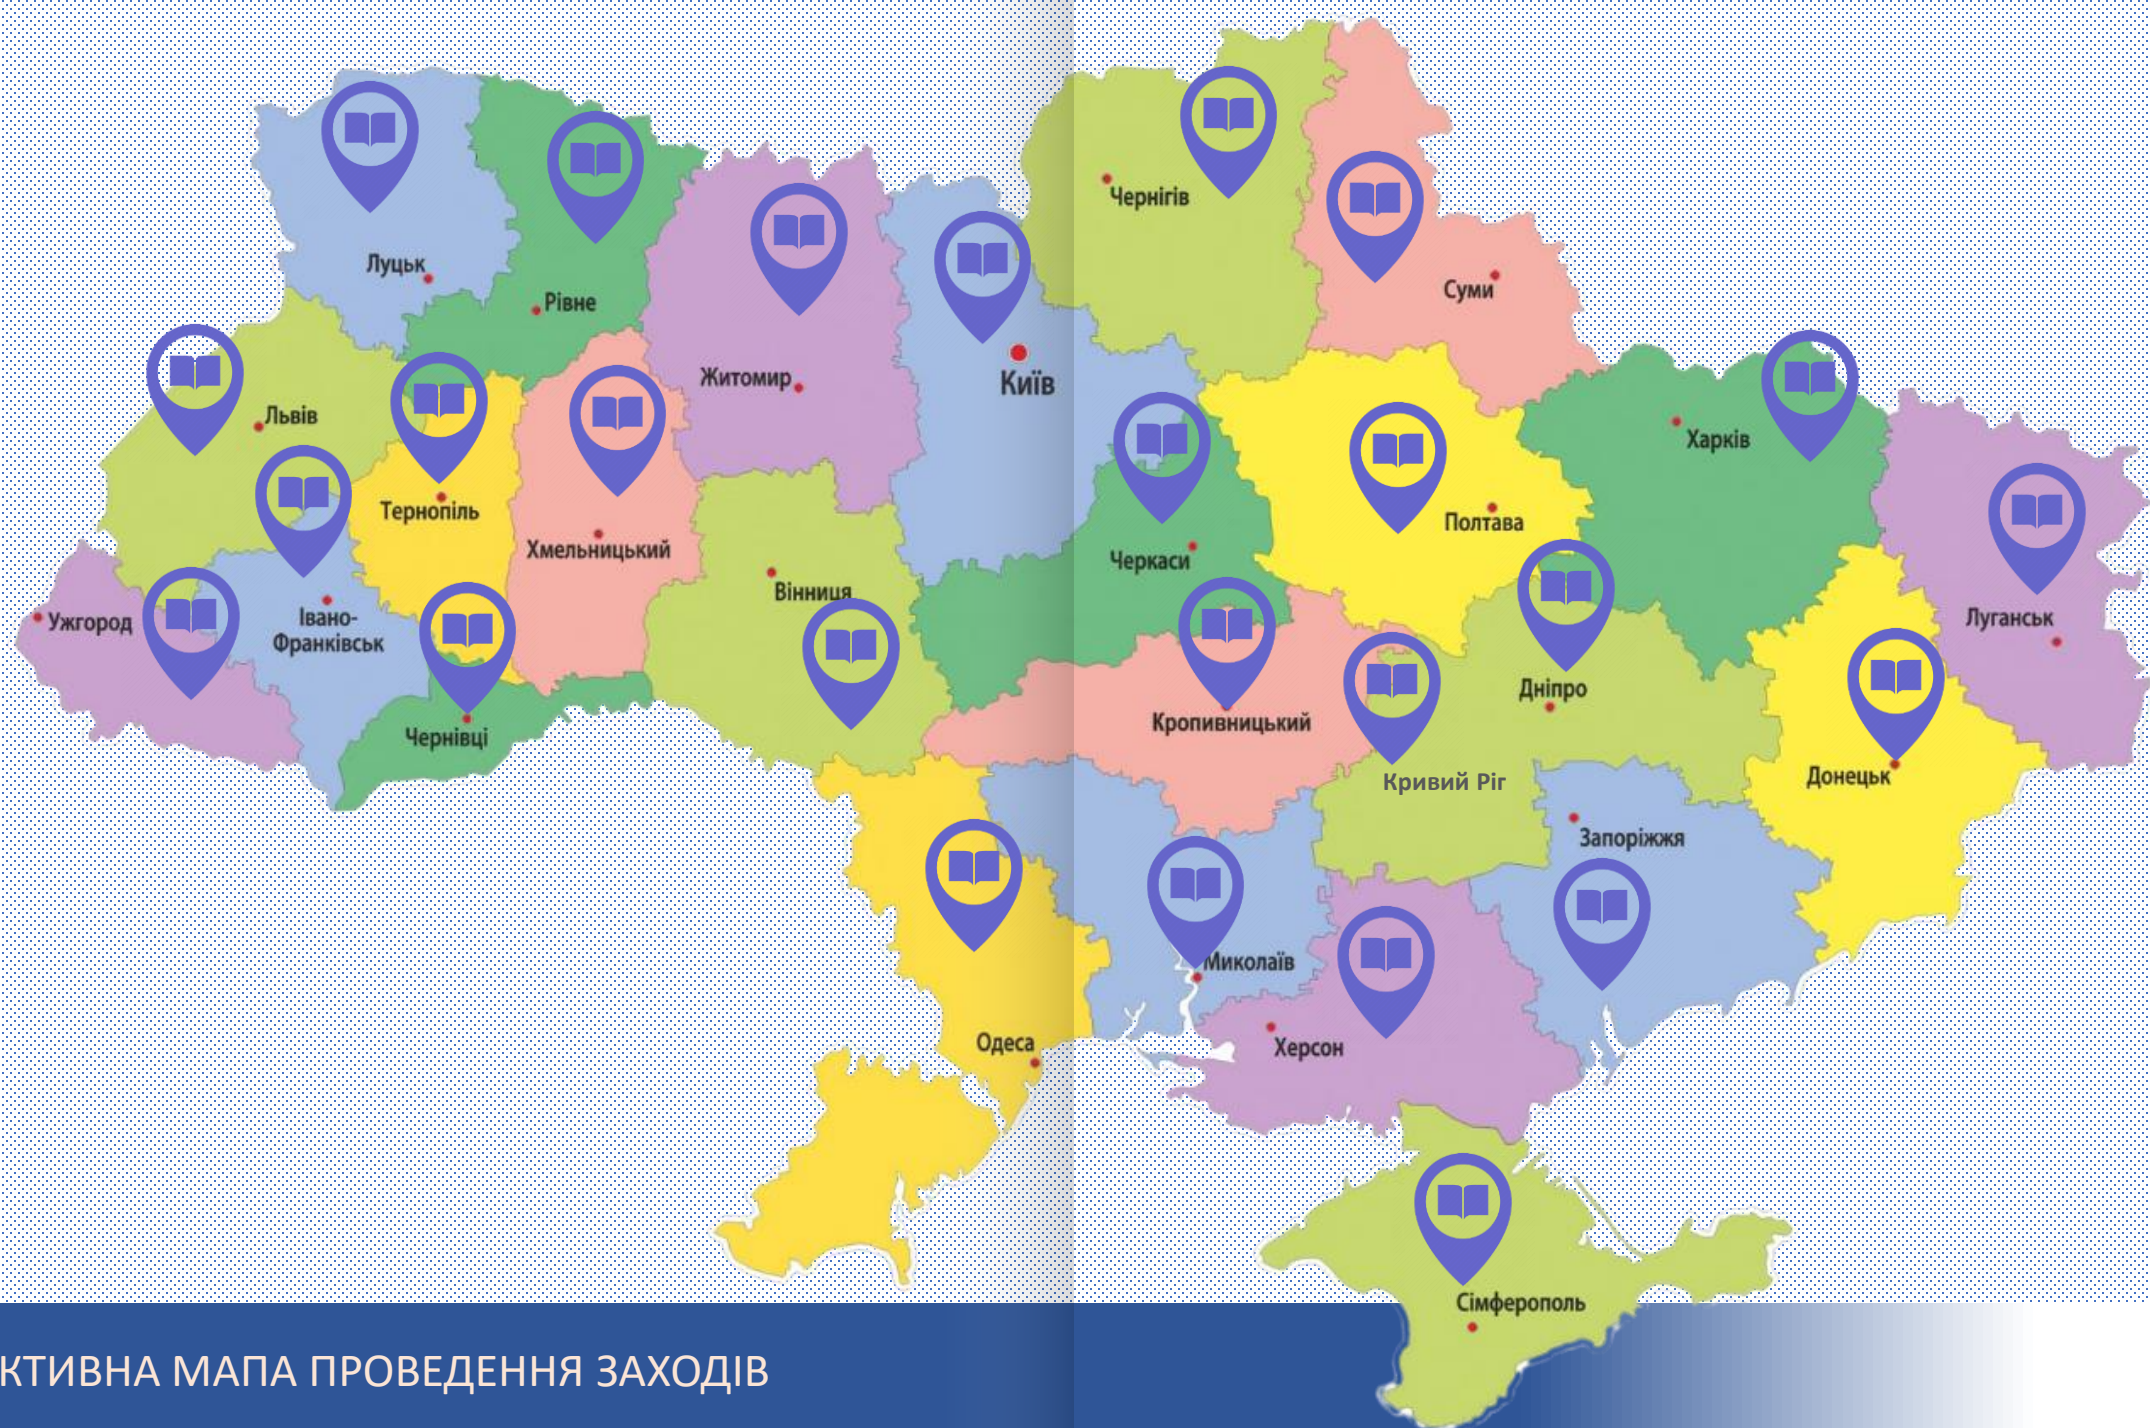 Чернігів
Луцьк
Суми
Рівне
Житомир
Київ
Львів
Харків
Тернопіль
Полтава
Хмельницький
Черкаси
Вінниця
Ужгород
Івано-
Франківськ
Луганськ
Дніпро
Кропивницький
Чернівці
Кривий Ріг
Донецьк
Запоріжжя
Миколаїв
Одеса
Херсон
Сімферополь
КТИВНА МАПА ПРОВЕДЕННЯ ЗАХОДІВ